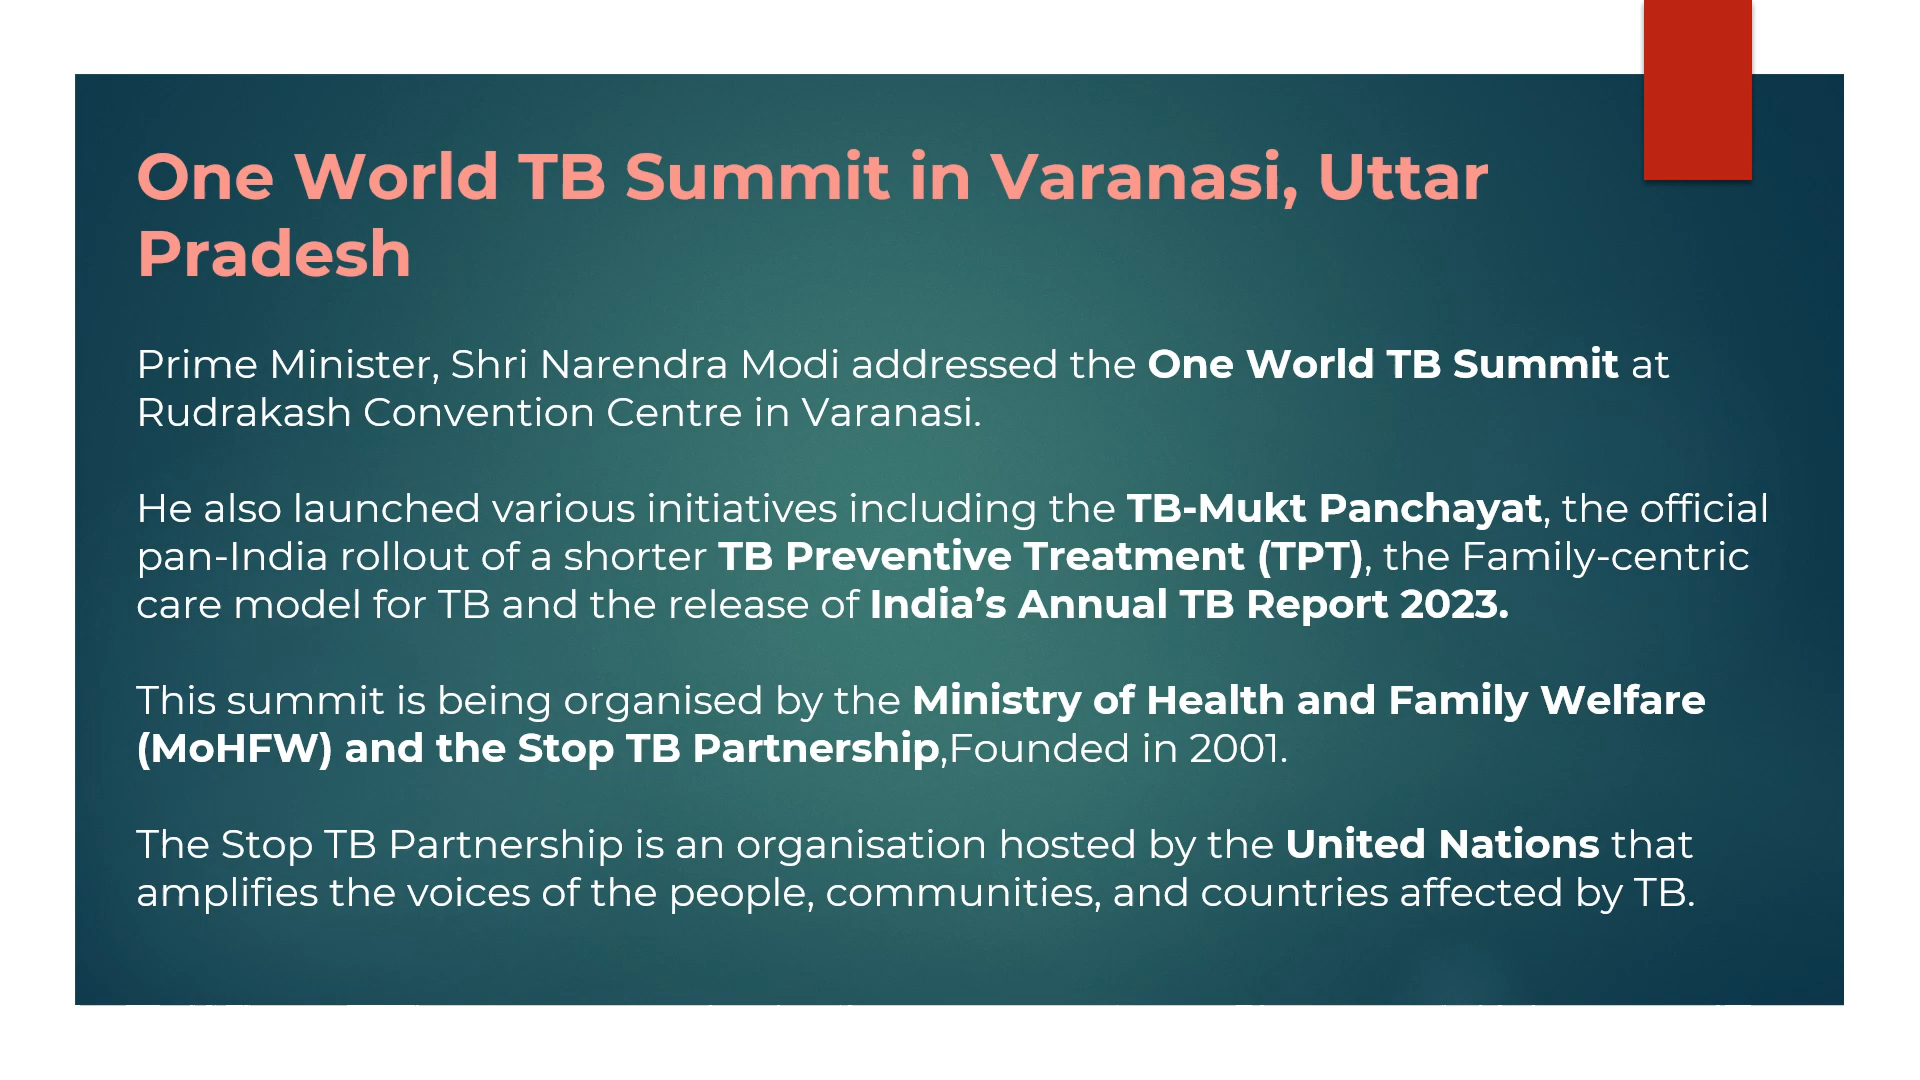 One World TB Summit in Varanasi, Uttar
Pradesh
Prime Minister, Shri Narendra Modi addressed the One World TB Summit at
Rudrakash Convention Centre in Varanasi.
He also launched various initiatives including the TB-Mukt Panchayat, the official
pan-India rollout of a shorter TB Preventive Treatment (TPT), the Family-centric
care model for TB and the release of India’s Annual TB Report 2023.
This summit is being organised by the Ministry of Health and Family Welfare
(MoHFW) and the Stop TB Partnership,Founded in 2001.
The Stop TB Partnership is an organisation hosted by the United Nations that
amplifies the voices of the people, communities, and countries affected by TB.